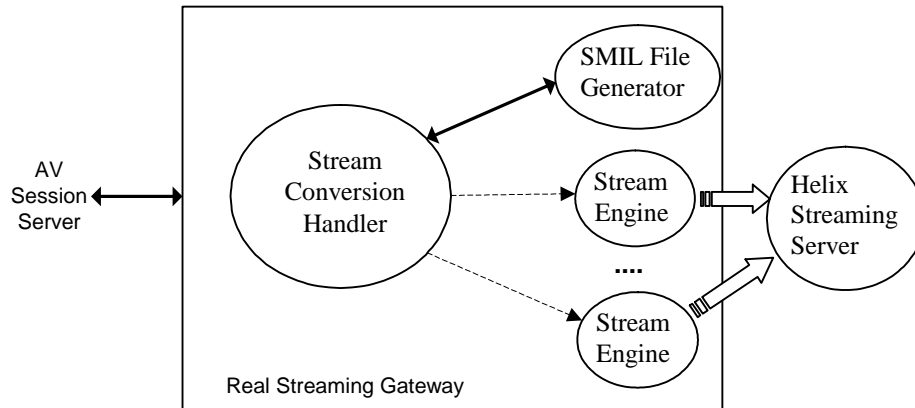 SMIL File
Generator
AV
Session
Server
Stream
Conversion
Handler
Stream
Engine
Helix
Streaming
Server
....
Stream
Engine
Real Streaming Gateway